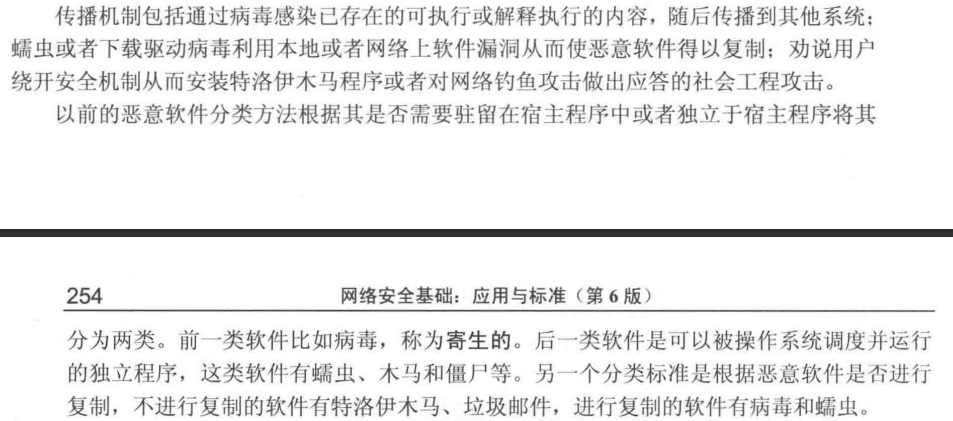 传播机制包括通过病毒感染已存在的可执行或解释执行的内容，随后传播到其他系统；
蠕虫或者下载驱动病毒利用本地或者网络上软件漏洞从而使恶意软件得以复制；劝说用户
绕开安全机制从而安装特洛伊木马程序或者对网络钓鱼攻击做出应答的社会工程攻击。
以前的恶意软件分类方法根据其是否需要驻留在宿主程序中或者独立于宿主程序将其
254 网络安全基础：应用与标准（第 6 版）
分为两类。前一类软件比如病毒，称为寄生的。后一类软件是可以被操作系统调度并运行
的独立程序，这类软件有蠕虫、木马和僵尸等。另一个分类标准是根据恶意软件是否进行
复制，不进行复制的软件有特洛伊木马、垃圾邮件，进行复制的软件有病毒和蠕虫。